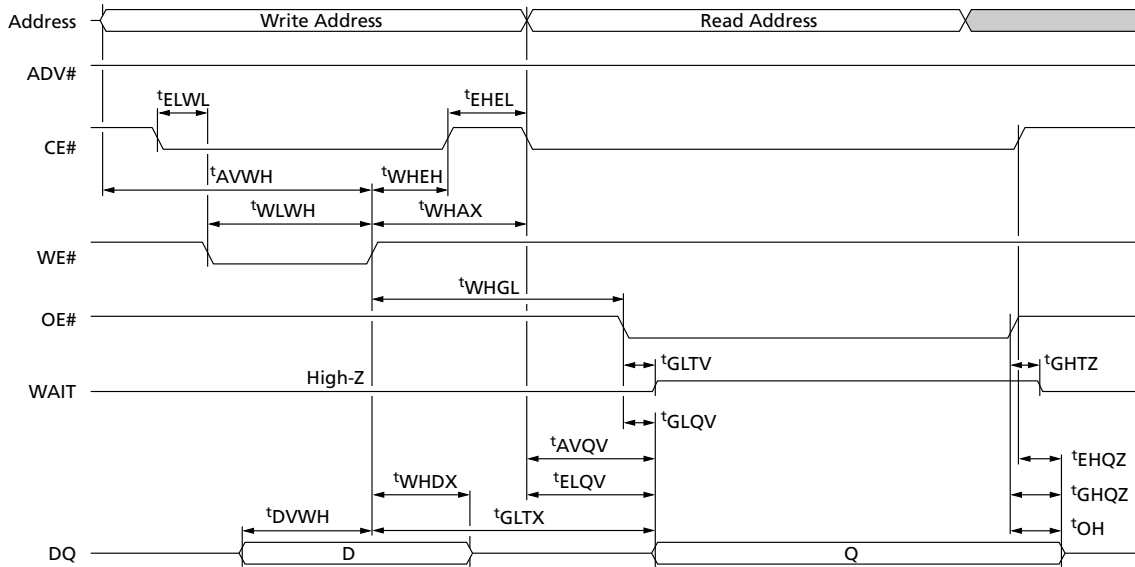 Address Write Address Read Address
ADV#
tELWL tEHEL
CE#
tAVWH tWHEH
tWLWH tWHAX
WE#
tWHGL
OE#
tGLTV tGHTZ
High-Z
WAIT
tGLQV
tAVQV tEHQZ
tWHDX tELQV tGHQZ
tDVWH tGLTX tOH
DQ D Q